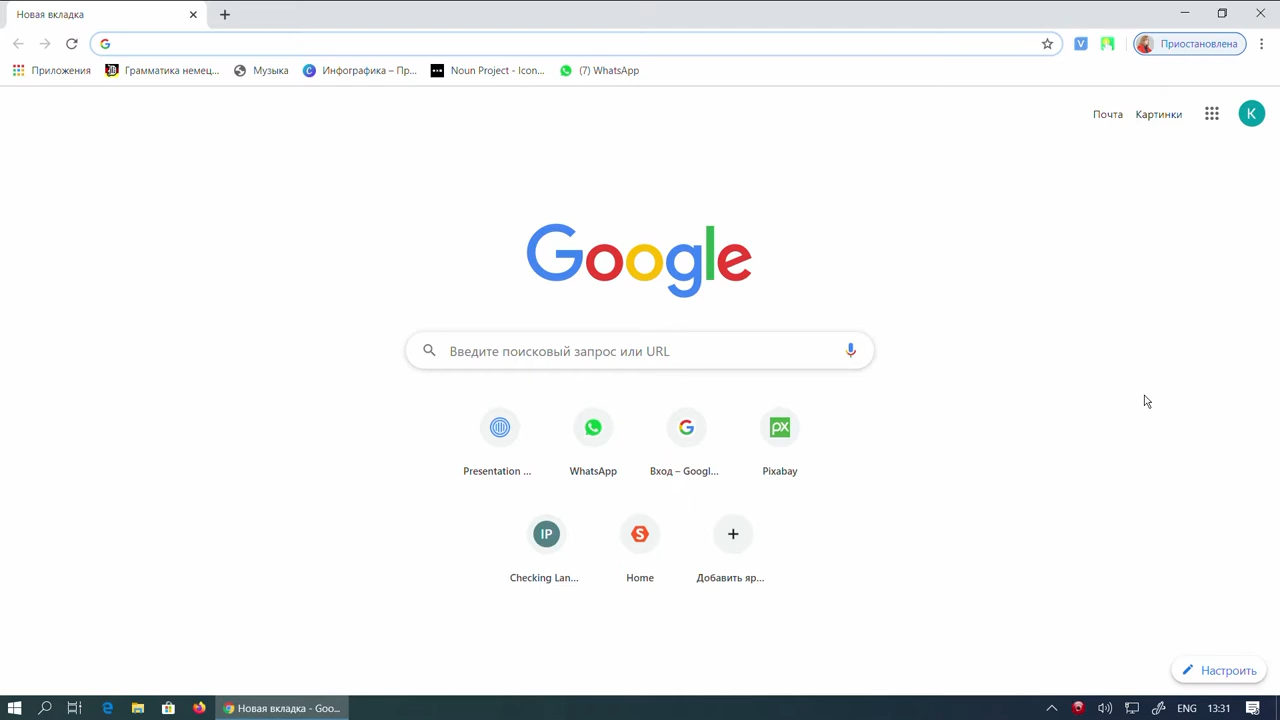 Новая вкладка
Приостановлена
Приложения
Грамматика немец...
Музыка
Инфографика – Пр...
Noun Project - Icon...
(7) WhatsApp
Почта
Картинки
K
Google
Введите поисковый запрос или URL
Presentation ...
WhatsApp
Вход – Googl...
px
Pixabay
IP
S
Checking Lan...
Home
Добавить яр...
Настроить
Новая вкладка - Goo...
ENG
13:31